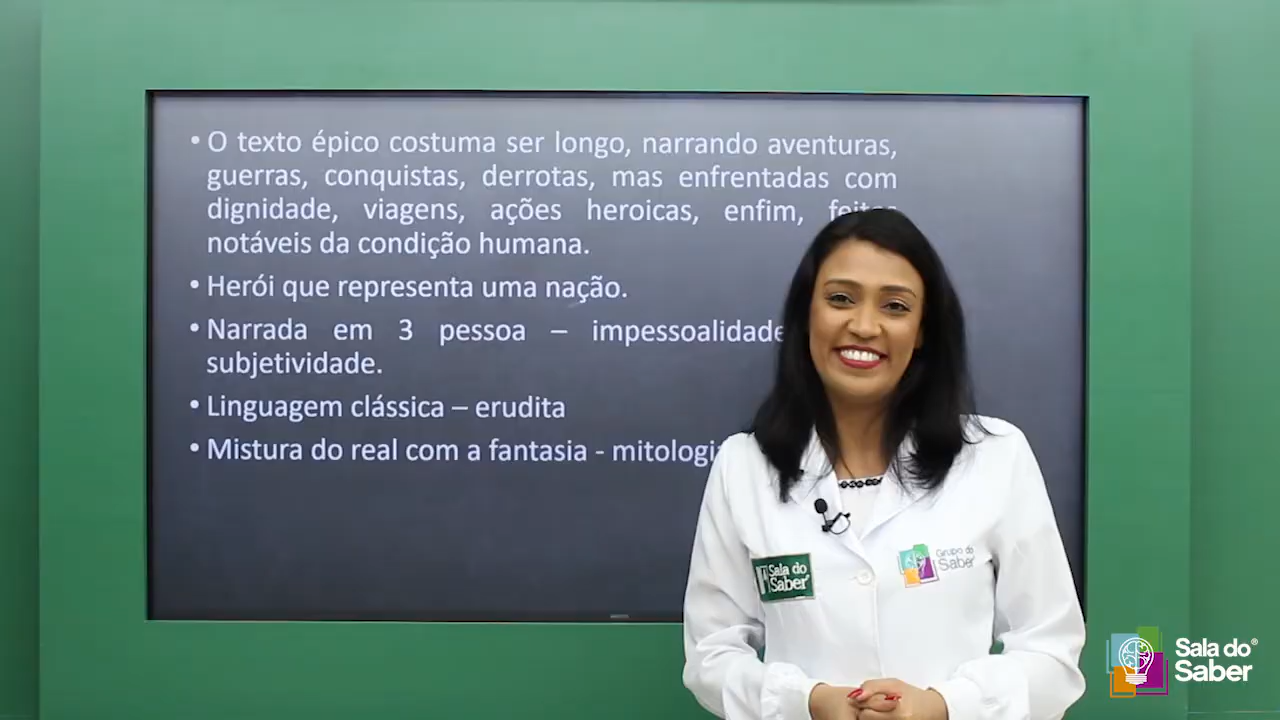 • O texto épico costuma ser longo, narrando aventuras,
guerras, conquistas, derrotas, mas enfrentadas com
dignidade, viagens, ações heroicas, enfim, feitos
notáveis da condição humana.
• Herói que representa uma nação.
• Narrada em 3 pessoa – impessoalidade
subjetividade.
• Linguagem clássica – erudita
• Mistura do real com a fantasia - mitologia
Sala do
Saber
Grupo do
Saber
Sala do®
Saber